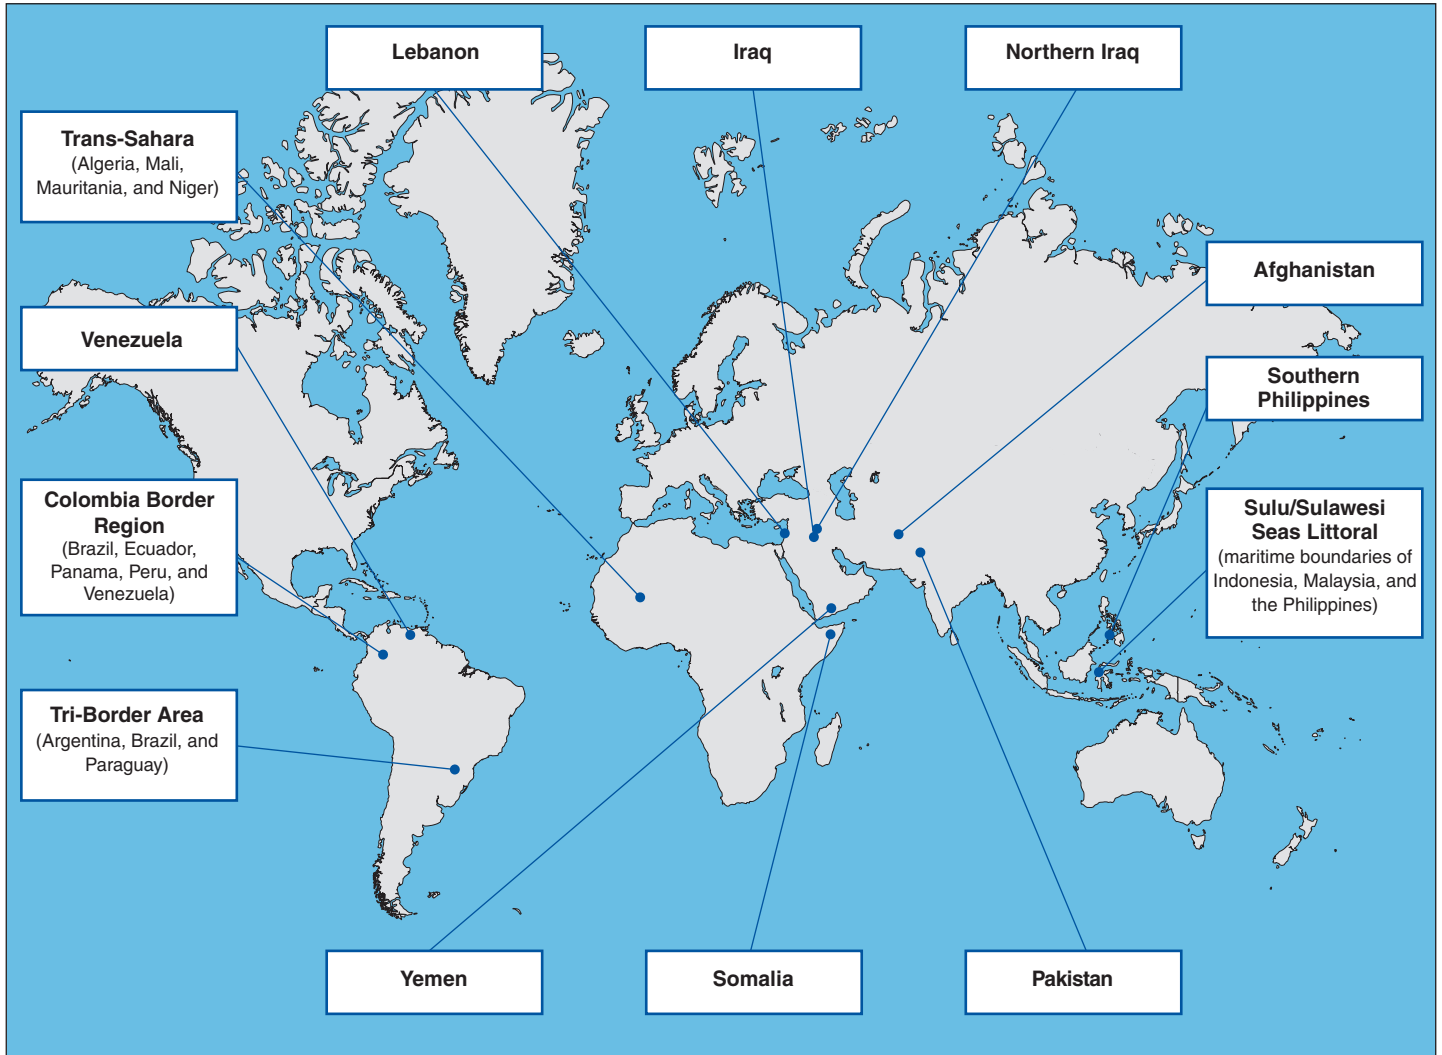 Lebanon
Iraq
Northern Iraq
Trans-Sahara
(Algeria, Mali,
Mauritania, and Niger)
Afghanistan
Venezuela
Southern
Philippines
Colombia Border
Region
(Brazil, Ecuador,
Panama, Peru, and
Venezuela)
Sulu/Sulawesi
Seas Littoral
(maritime boundaries of
Indonesia, Malaysia, and
the Philippines)
Tri-Border Area
(Argentina, Brazil, and
Paraguay)
Yemen
Somalia
Pakistan